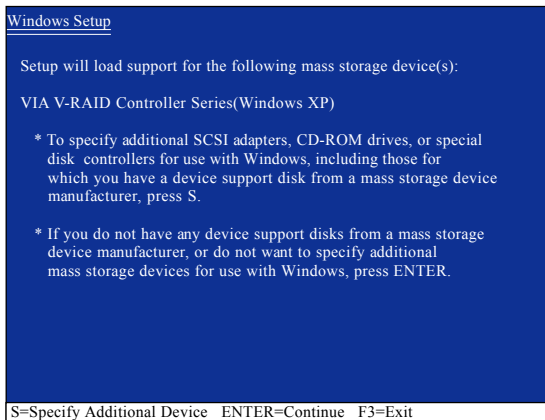 Windows Setup
Setup will load support for the following mass storage device(s):
VIA V-RAID Controller Series(Windows XP)
* To specify additional SCSI adapters, CD-ROM drives, or special
disk controllers for use with Windows, including those for
which you have a device support disk from a mass storage device
manufacturer, press S.
* If you do not have any device support disks from a mass storage
device manufacturer, or do not want to specify additional
mass storage devices for use with Windows, press ENTER.
S=Specify Additional Device ENTER=Continue F3=Exit